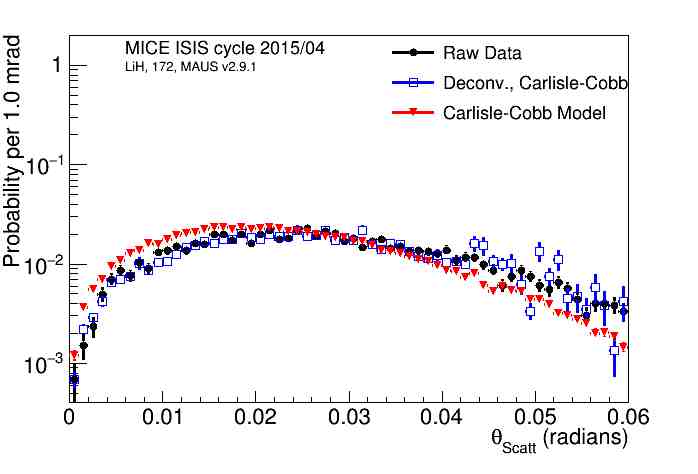 MICE ISIS cycle 2015/04
LiH, 172, MAUS v2.9.1
Raw Data
Deconv., Carlisle-Cobb
Carlisle-Cobb Model
Probability per 1.0 mrad
1
10⁻¹
10⁻²
10⁻³
0 0.01 0.02 0.03 0.04 0.05 0.06
θScatt (radians)